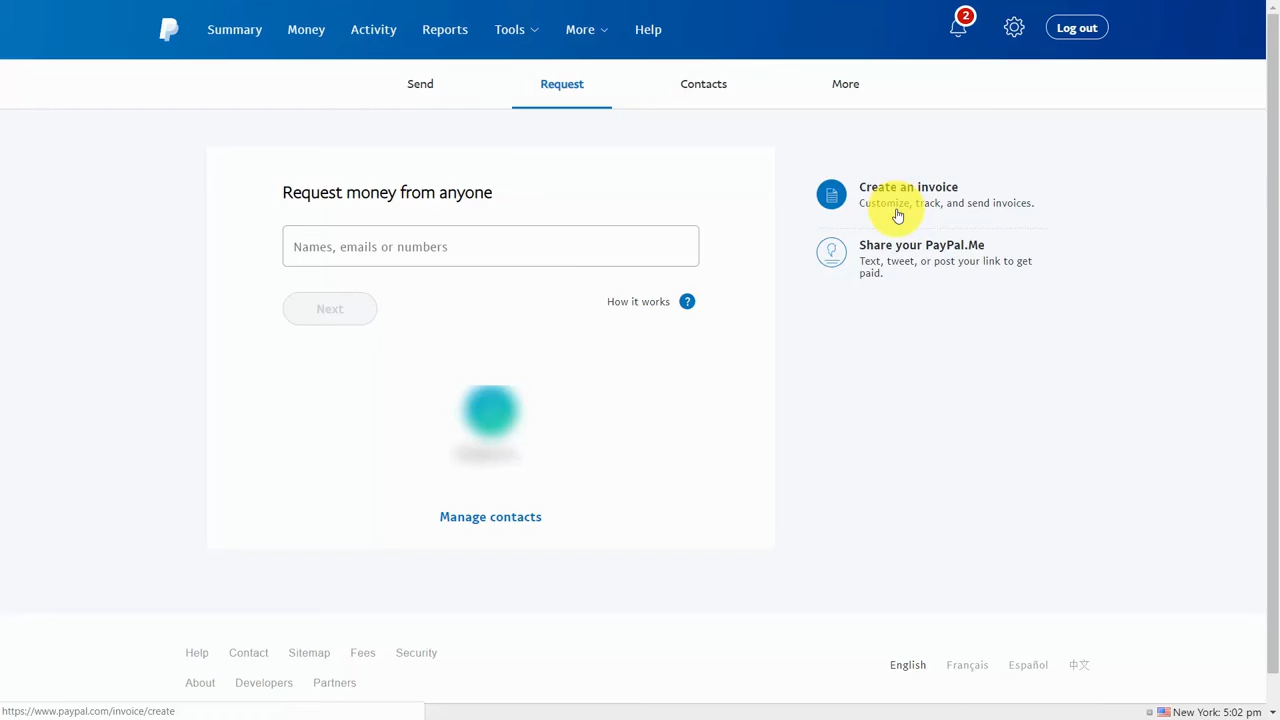 Summary Money Activity Reports Tools More Help 2 Log out
Send Request Contacts More
Request money from anyone
Names, emails or numbers
Next
How it works ?
Manage contacts
Create an invoice
Customize, track, and send invoices.
Share your PayPal.Me
Text, tweet, or post your link to get
paid.
Help Contact Sitemap Fees Security
About Developers Partners
English Français Español 中文
https://www.paypal.com/invoice/create
New York: 5:02 pm